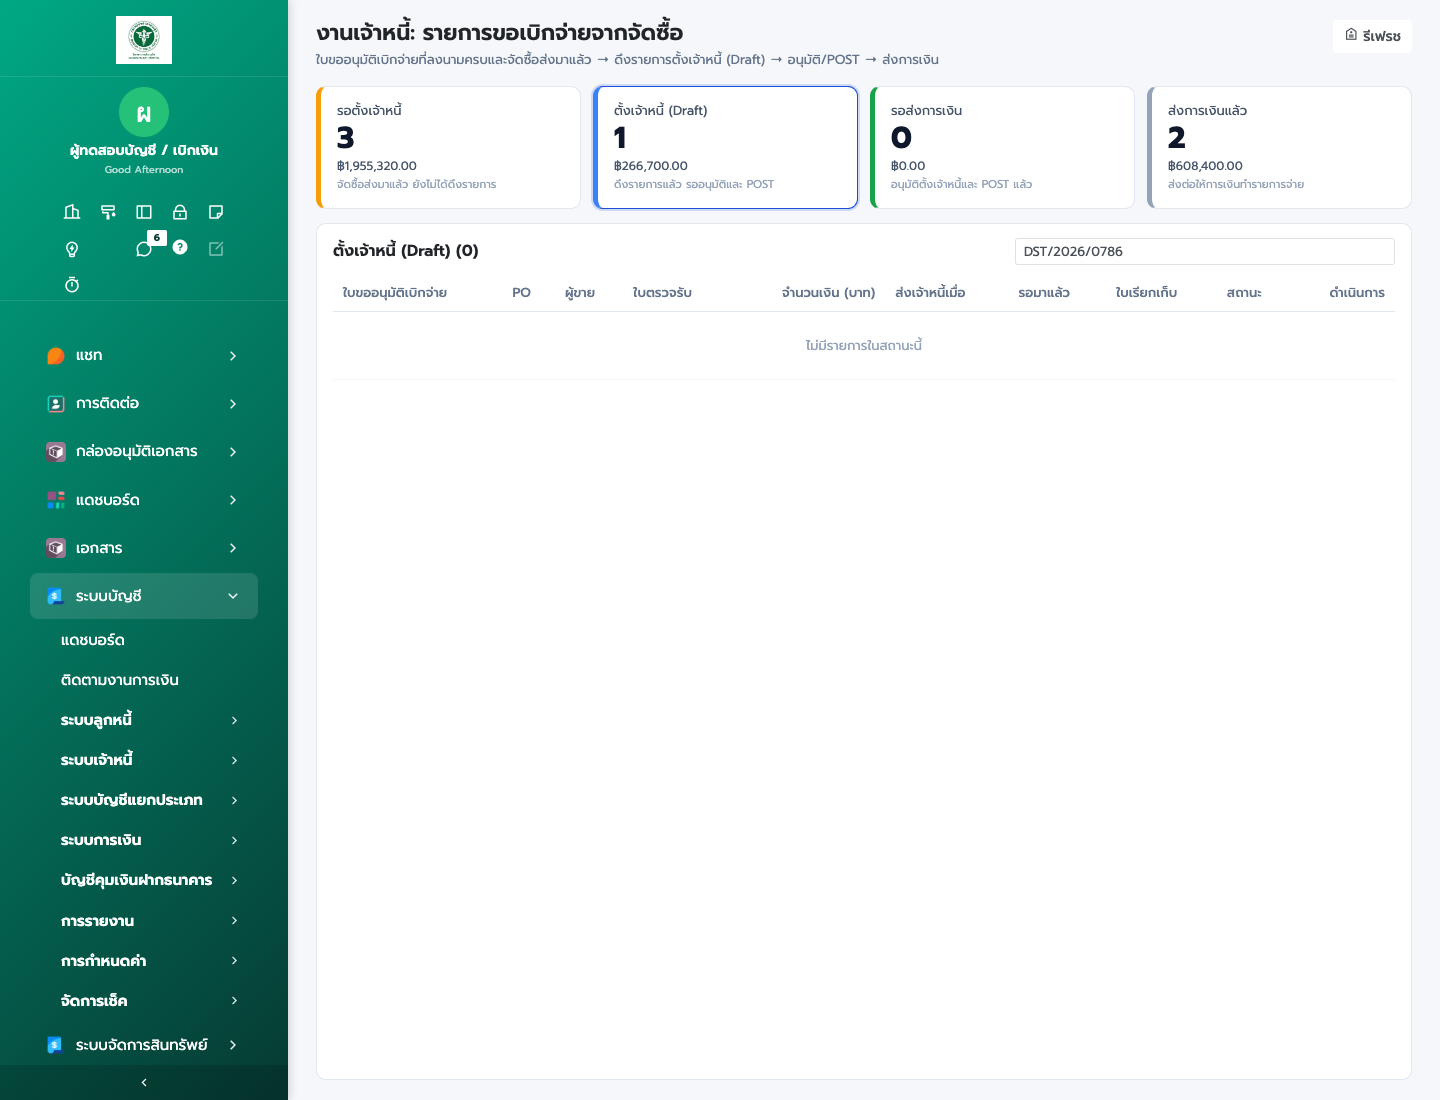 ผ
ผู้ทดสอบบัญชี / เบิกเงิน
Good Afternoon
6
?
แชท
การติดต่อ
กล่องอนุมัติเอกสาร
แดชบอร์ด
เอกสาร
ระบบบัญชี
แดชบอร์ด
ติดตามงานการเงิน
ระบบลูกหนี้
ระบบเจ้าหนี้
ระบบบัญชีแยกประเภท
ระบบการเงิน
บัญชีคุมเงินฝากธนาคาร
การรายงาน
การกำหนดค่า
จัดการเช็ค
ระบบจัดการสินทรัพย์
งานเจ้าหนี้: รายการขอเบิกจ่ายจากจัดซื้อ
ใบขออนุมัติเบิกจ่ายที่ลงนามครบและจัดซื้อส่งมาแล้ว → ดึงรายการตั้งเจ้าหนี้ (Draft) → อนุมัติ/POST → ส่งการเงิน
รีเฟรช
รอตั้งเจ้าหนี้
3
฿1,955,320.00
จัดซื้อส่งมาแล้ว ยังไม่ได้ดึงรายการ
ตั้งเจ้าหนี้ (Draft)
1
฿266,700.00
ดึงรายการแล้ว รออนุมัติและ POST
รอส่งการเงิน
0
฿0.00
อนุมัติตั้งเจ้าหนี้และ POST แล้ว
ส่งการเงินแล้ว
2
฿608,400.00
ส่งต่อให้การเงินทำรายการจ่าย
ตั้งเจ้าหนี้ (Draft) (0)
DST/2026/0786
ใบขออนุมัติเบิกจ่าย PO ผู้ขาย ใบตรวจรับ จำนวนเงิน (บาท) ส่งเจ้าหนี้เมื่อ รอมาแล้ว ใบเรียกเก็บ สถานะ ดำเนินการ
ไม่มีรายการในสถานะนี้